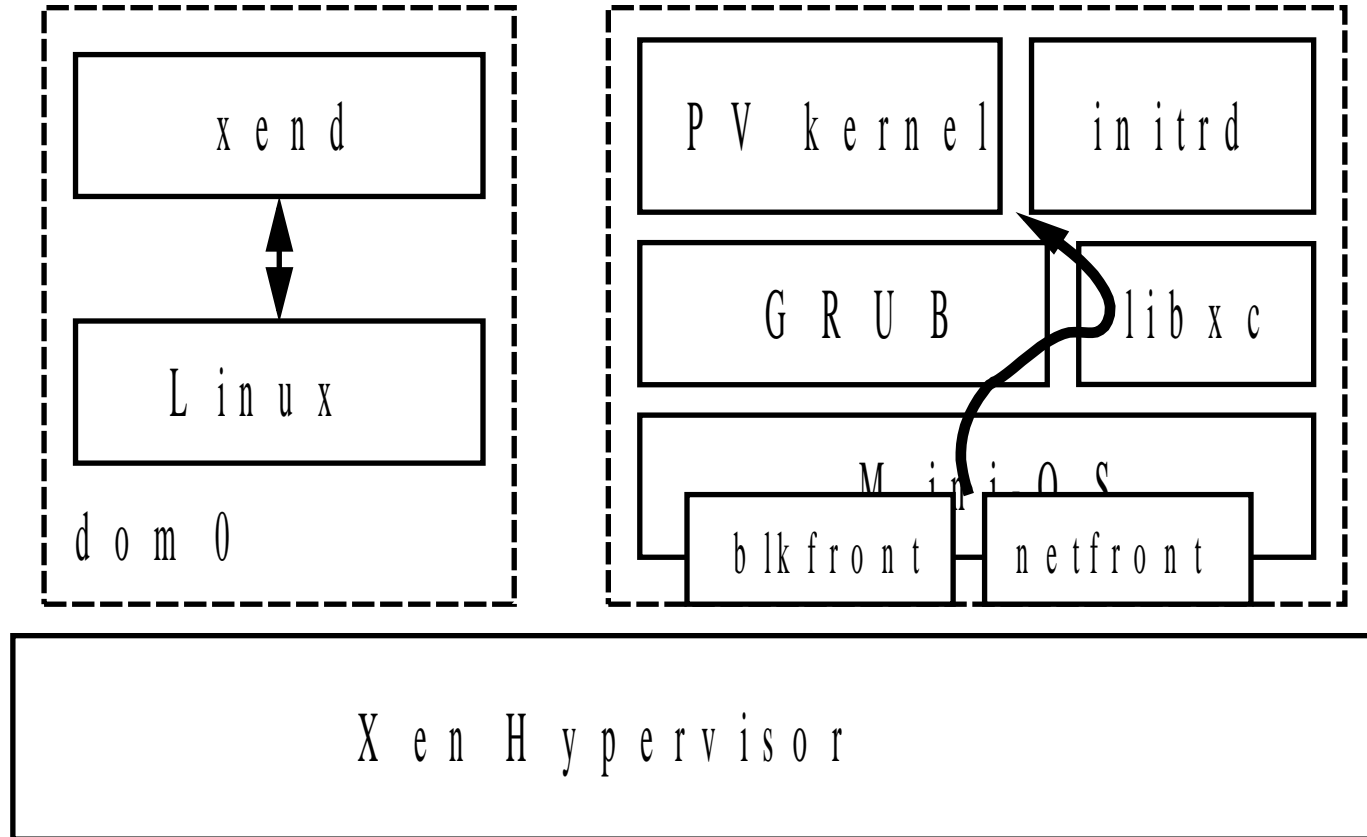 xend
Linux
dom0
PV kernel
initrd
GRUB
libxc
Mini-OS
blkfront
netfront
Xen Hypervisor